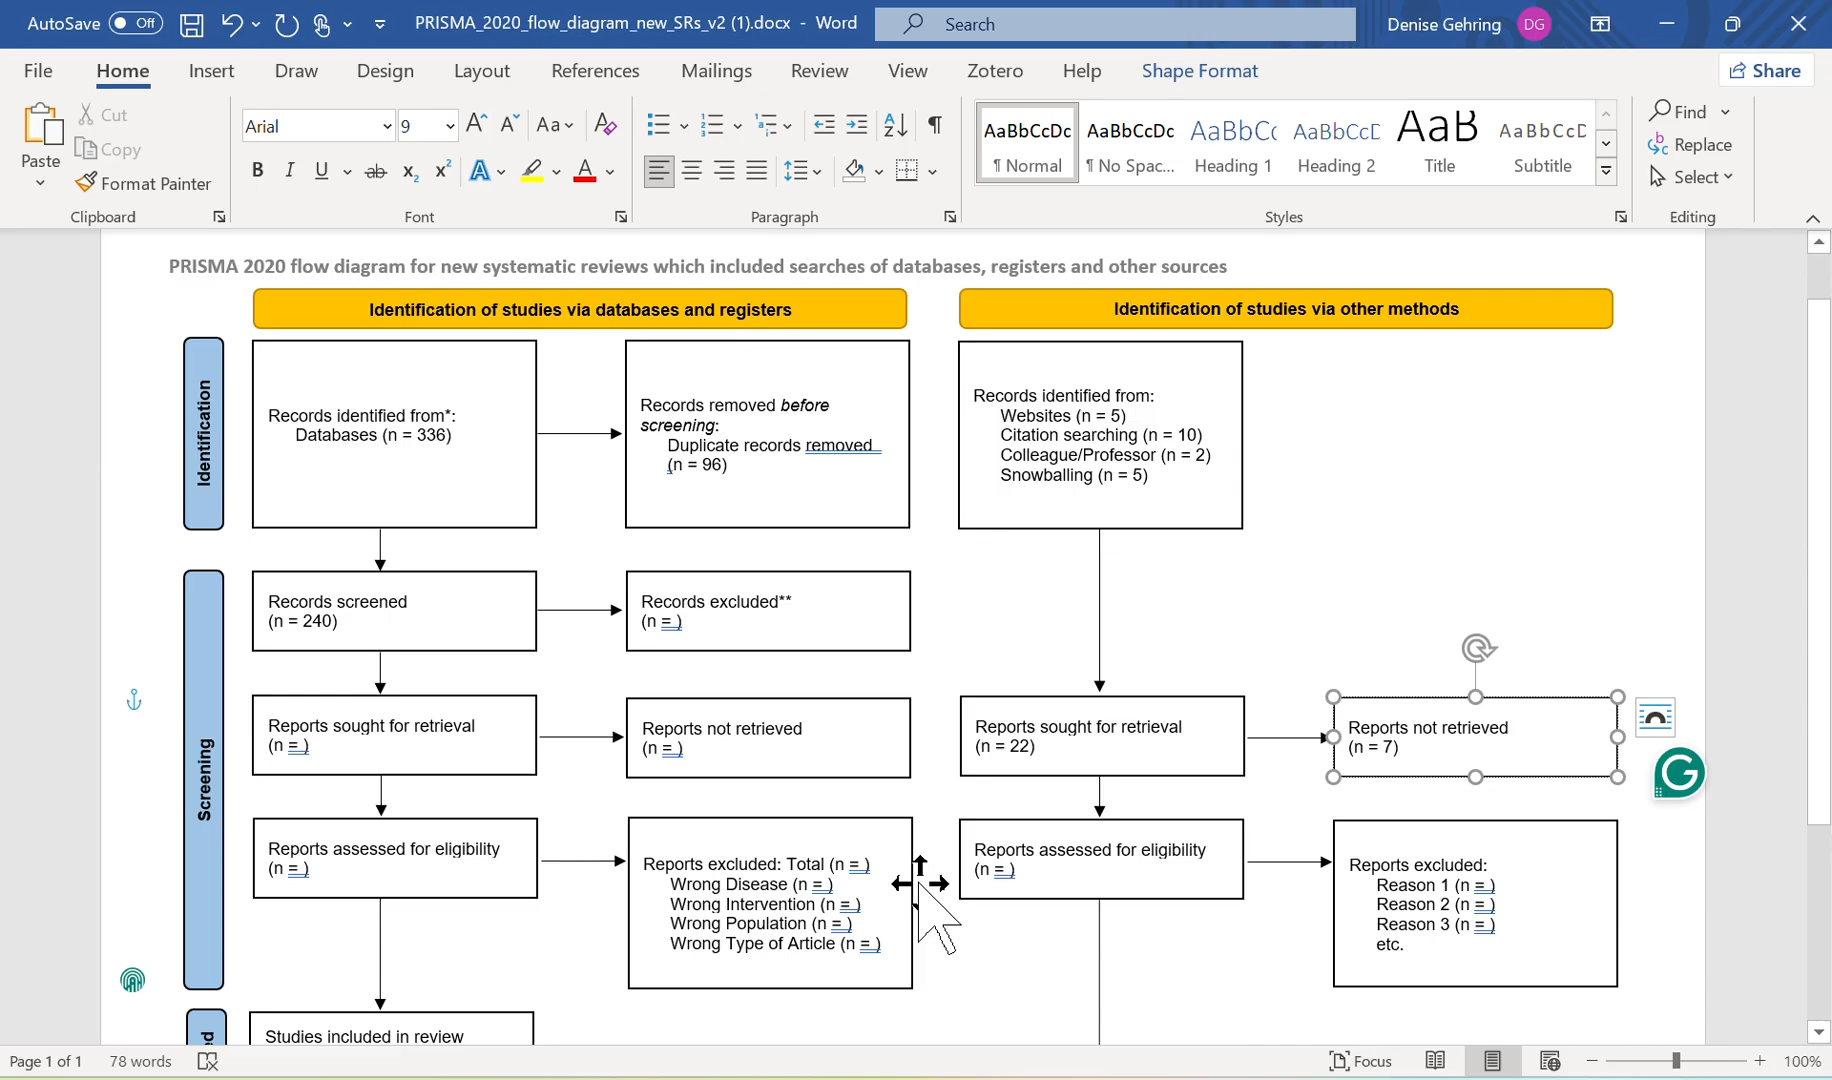 AutoSave Off PRISMA_2020_flow_diagram_new_SRs_v2 (1).docx - Word Search Denise Gehring DG
File Home Insert Draw Design Layout References Mailings Review View Zotero Help Shape Format Share
Paste
Cut
Copy
Format Painter
Clipboard
Arial 9 Aa
B I U ab x₂ x² A A
Font
Paragraph
AaBbCcDc AaBbCcDc AaBbCc AaBbCcD AaB AaBbCcD
¶ Normal ¶ No Spac... Heading 1 Heading 2 Title Subtitle
Styles
Find
Replace
Select
Editing
PRISMA 2020 flow diagram for new systematic reviews which included searches of databases, registers and other sources
Identification of studies via databases and registers
Identification of studies via other methods
Identification
Records identified from*:
Databases (n = 336)
Records removed before
screening:
Duplicate records removed
(n = 96)
Records identified from:
Websites (n = 5)
Citation searching (n = 10)
Colleague/Professor (n = 2)
Snowballing (n = 5)
Screening
Records screened
(n = 240)
Records excluded**
(n = )
Reports sought for retrieval
(n = )
Reports not retrieved
(n = )
Reports sought for retrieval
(n = 22)
Reports not retrieved
(n = 7)
Reports assessed for eligibility
(n = )
Reports excluded: Total (n = )
Wrong Disease (n = )
Wrong Intervention (n = )
Wrong Population (n = )
Wrong Type of Article (n = )
Reports assessed for eligibility
(n = )
Reports excluded:
Reason 1 (n = )
Reason 2 (n = )
Reason 3 (n = )
etc.
ed
Studies included in review
Page 1 of 1 78 words Focus 100%